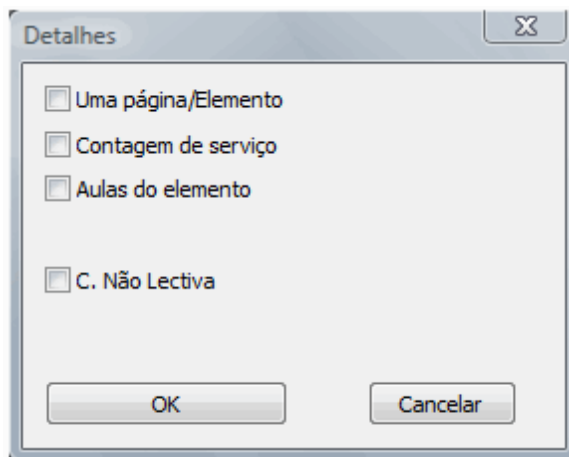 Detalhes
Uma página/Elemento
Contagem de serviço
Aulas do elemento
C. Não Lectiva
OK Cancelar